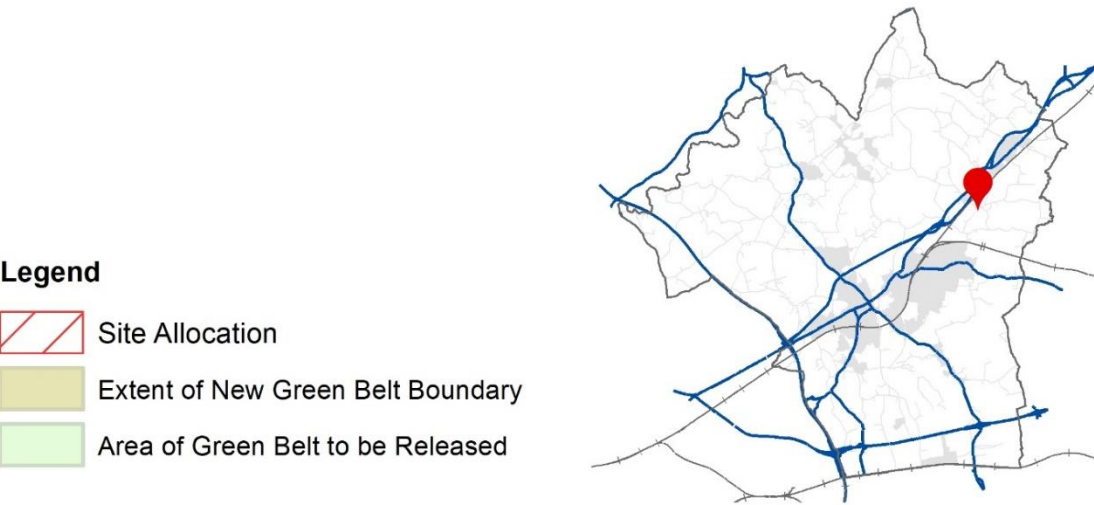 Legend
Site Allocation
Extent of New Green Belt Boundary
Area of Green Belt to be Released